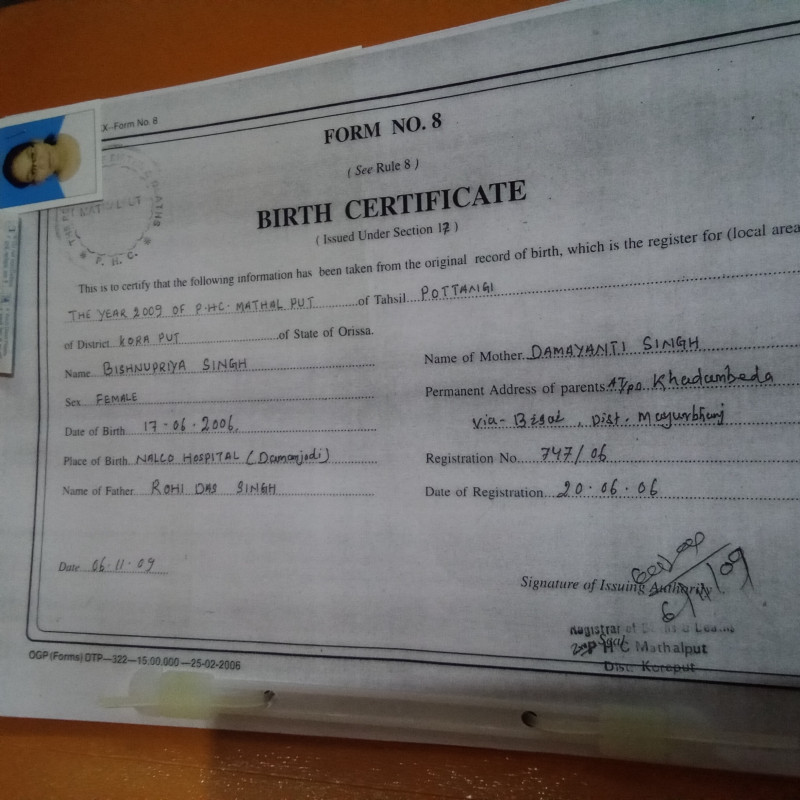 X-Form No. 8
FORM NO. 8
( See Rule 8 )
BIRTH CERTIFICATE
( Issued Under Section 17 )
This is to certify that the following information has been taken from the original record of birth, which is the register for (local area
THE YEAR 2009 OF P.HC. MATHAL PUT of Tahsil POTTANGI
of District KORA PUT of State of Orissa.
Name BISHNUPRIYA SINGH
Sex FEMALE
Date of Birth 17-06-2006.
Place of Birth NALCO HOSPITAL (Damanjodi)
Name of Father ROHI DAS SINGH
Name of Mother DAMAYANTI SINGH
Permanent Address of parents AT/po Khadambeda
Via- , Dist. Mayurbhanj
Registration No. 747/06
Date of Registration 20.06.06
Date 06.11.09
Signature of Issuing Authority
6/11/09
Registrar of
P H C Mathalput
Dist. Koraput
OGP (Forms) DTP—322—15,00,000—25-02-2006
P. H. C.